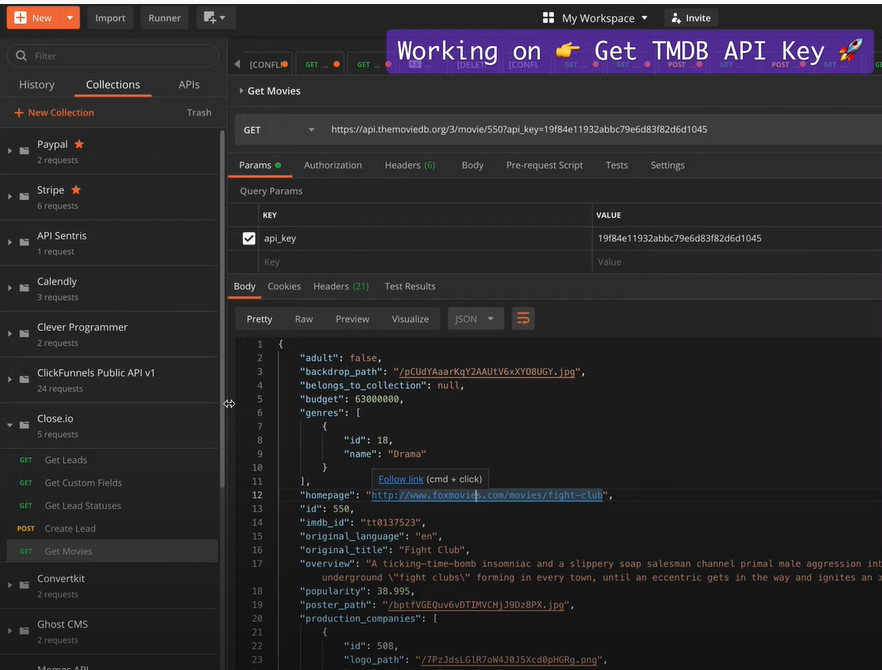 New
Import
Runner
My Workspace
Invite
Working on 👉 Get TMDB API Key 🚀
Filter
History
Collections
APIs
New Collection
Trash
Paypal
2 requests
Stripe
6 requests
API Sentris
1 request
Calendly
3 requests
Clever Programmer
2 requests
ClickFunnels Public API v1
24 requests
Close.io
5 requests
GET Get Leads
GET Get Custom Fields
GET Get Lead Statuses
POST Create Lead
GET Get Movies
Convertkit
2 requests
Ghost CMS
2 requests
Memes API
[CONFLI
GET ...
GET ...
Get Movies
GET
https://api.themoviedb.org/3/movie/550?api_key=19f84e11932abbc79e6d83f82d6d1045
Params
Authorization
Headers (6)
Body
Pre-request Script
Tests
Settings
Query Params
KEY VALUE
api_key 19f84e11932abbc79e6d83f82d6d1045
Key Value
Body Cookies Headers (21) Test Results
Pretty Raw Preview Visualize JSON
1 {
2 "adult": false,
3 "backdrop_path": "/pCUdYAaarKqY2AAUtV6xXYO8UGY.jpg",
4 "belongs_to_collection": null,
5 "budget": 63000000,
6 "genres": [
7 {
8 "id": 18,
9 "name": "Drama"
10 }
11 ],
Follow link (cmd + click)
12 "homepage": "http://www.foxmovies.com/movies/fight-club",
13 "id": 550,
14 "imdb_id": "tt0137523",
15 "original_language": "en",
16 "original_title": "Fight Club",
17 "overview": "A ticking-time-bomb insomniac and a slippery soap salesman channel primal male aggression int
underground \"fight clubs\" forming in every town, until an eccentric gets in the way and ignites an o
18 "popularity": 38.995,
19 "poster_path": "/bptfVGEQuv6vDTIMVCHjJ9Dz8PX.jpg",
20 "production_companies": [
21 {
22 "id": 508,
23 "logo_path": "/7PzJdsLGlR7oW4J0J5Xcd0pHGRg.png",